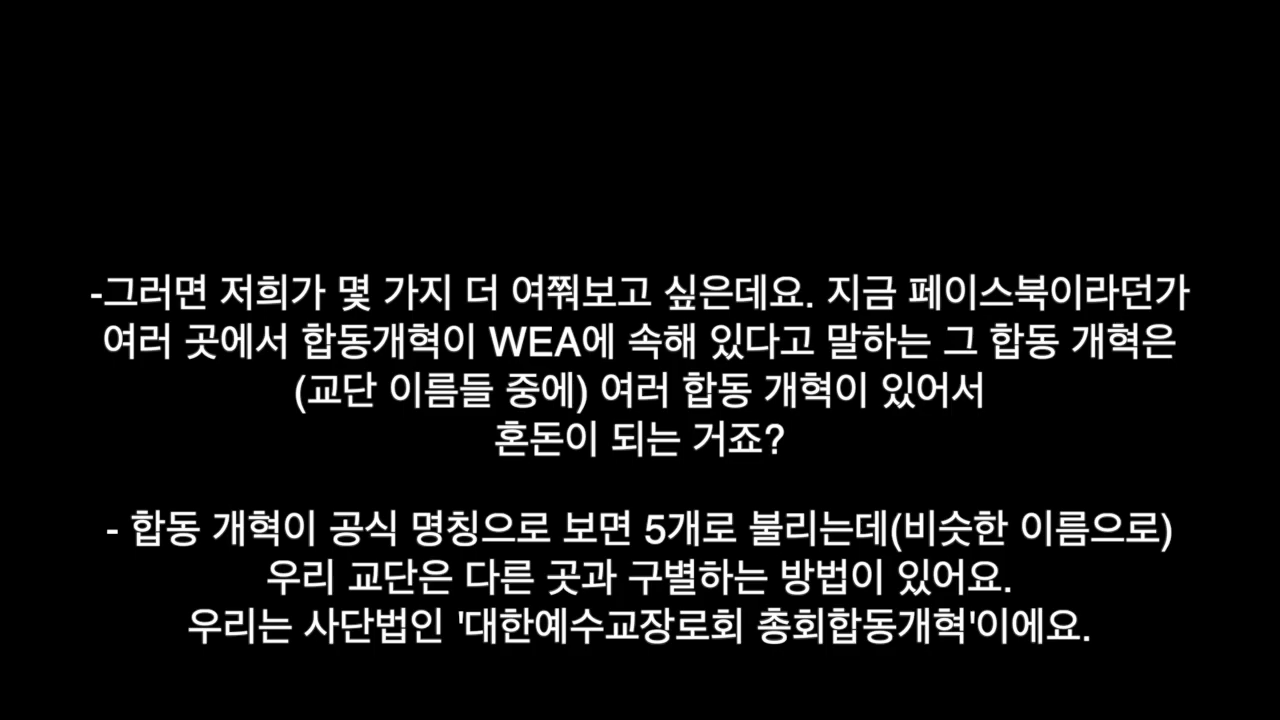 -그러면 저희가 몇 가지 더 여쭤보고 싶은데요. 지금 페이스북이라던가
여러 곳에서 합동개혁이 WEA에 속해 있다고 말하는 그 합동 개혁은
(교단 이름들 중에) 여러 합동 개혁이 있어서
혼돈이 되는 거죠?
- 합동 개혁이 공식 명칭으로 보면 5개로 불리는데(비슷한 이름으로)
우리 교단은 다른 곳과 구별하는 방법이 있어요.
우리는 사단법인 '대한예수교장로회 총회합동개혁'이에요.